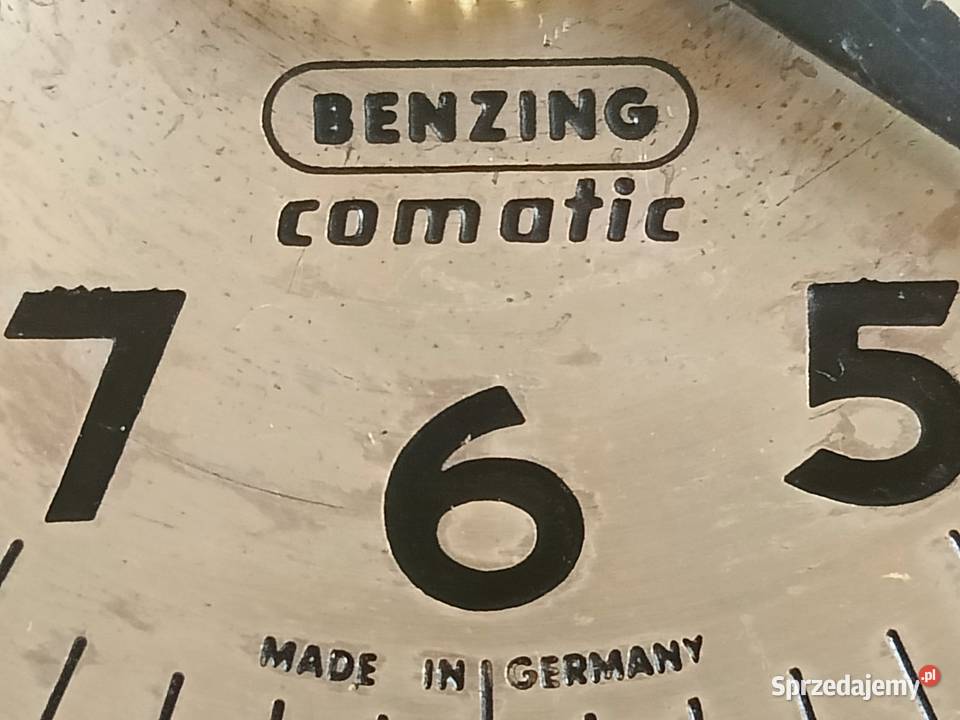 BENZING
comatic
7 6 5
MADE IN GERMANY
Sprzedajemy.pl